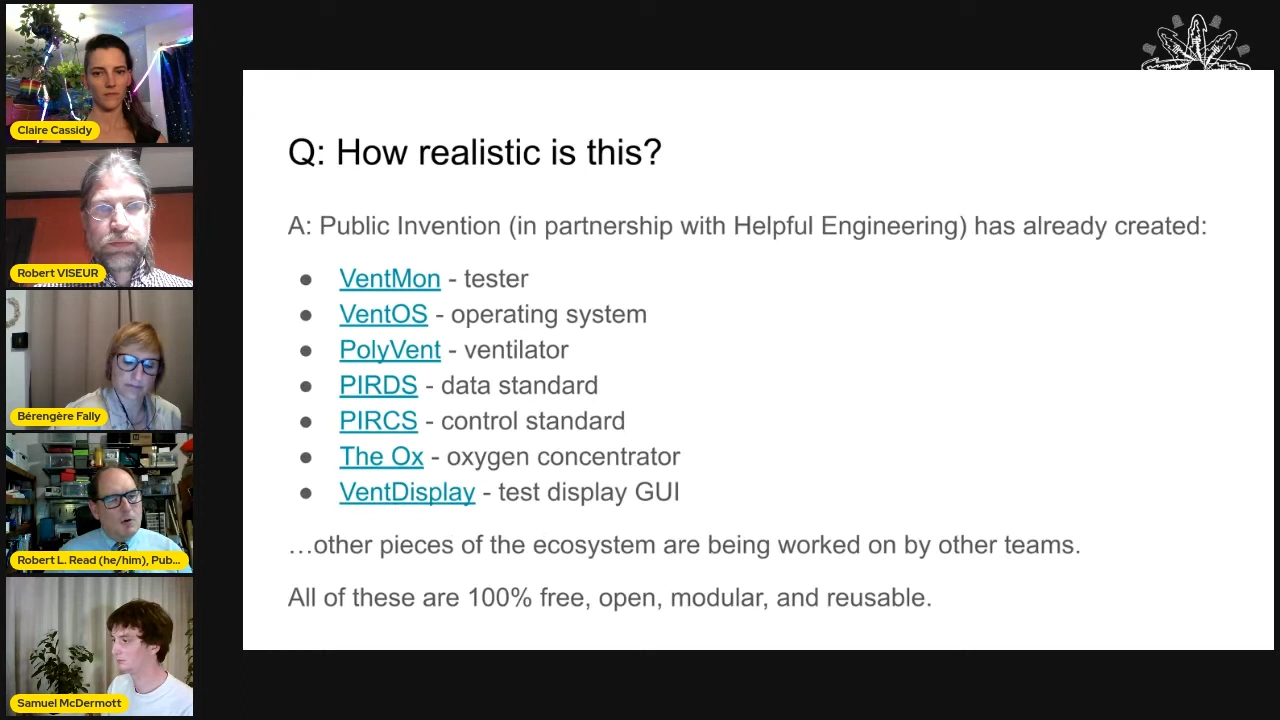 Claire Cassidy
Robert VISEUR
Bérengère Fally
Robert L. Read (he/him), Pub...
Samuel McDermott
Q: How realistic is this?
A: Public Invention (in partnership with Helpful Engineering) has already created:
● VentMon - tester
● VentOS - operating system
● PolyVent - ventilator
● PIRDS - data standard
● PIRCS - control standard
● The Ox - oxygen concentrator
● VentDisplay - test display GUI
…other pieces of the ecosystem are being worked on by other teams.
All of these are 100% free, open, modular, and reusable.